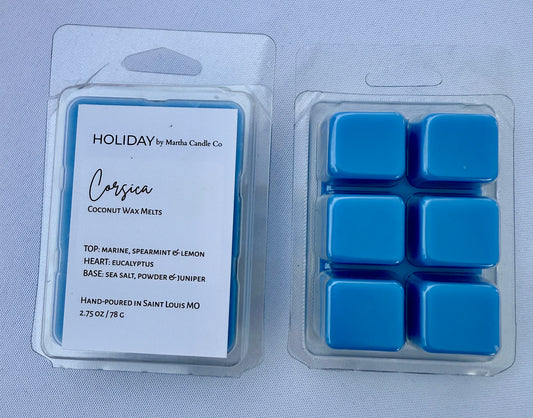 HOLIDAY by Martha Candle Co
Corsica
Coconut Wax Melts
TOP: MARINE, SPEARMINT & LEMON
HEART: EUCALYPTUS
BASE: SEA SALT, POWDER & JUNIPER
Hand-poured in Saint Louis MO
2.75 oz / 78 g